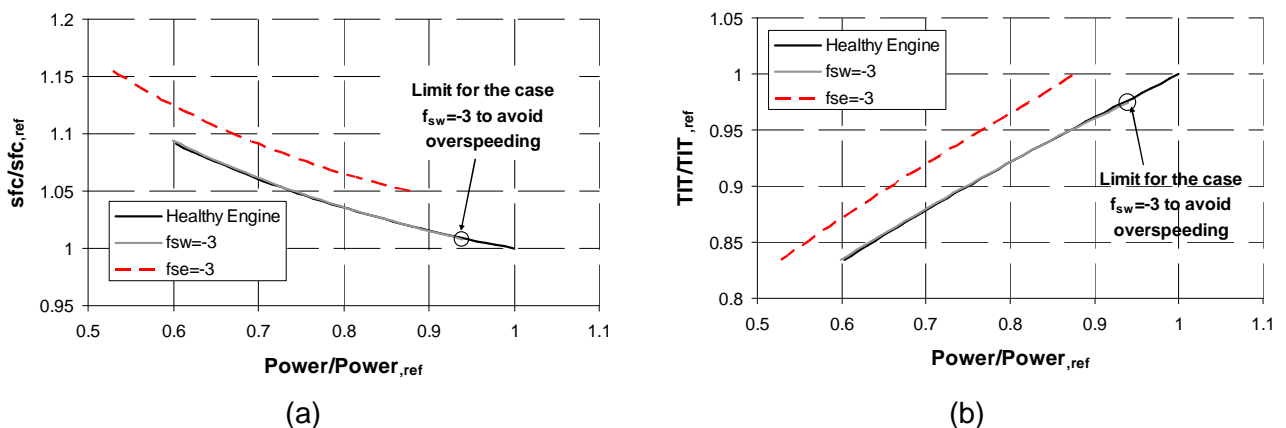 1.2
1.15
1.1
1.05
1
0.95
sfc/sfc,ref
0.5 0.6 0.7 0.8 0.9 1 1.1
Power/Power,ref
Limit for the case
fsw=-3 to avoid
overspeeding
Healthy Engine
fsw=-3
fse=-3
(a)
1.05
1
0.95
0.9
0.85
0.8
TIT/TIT,ref
0.5 0.6 0.7 0.8 0.9 1 1.1
Power/Power,ref
Healthy Engine
fsw=-3
fse=-3
Limit for the case
fsw=-3 to avoid
overspeeding
(b)